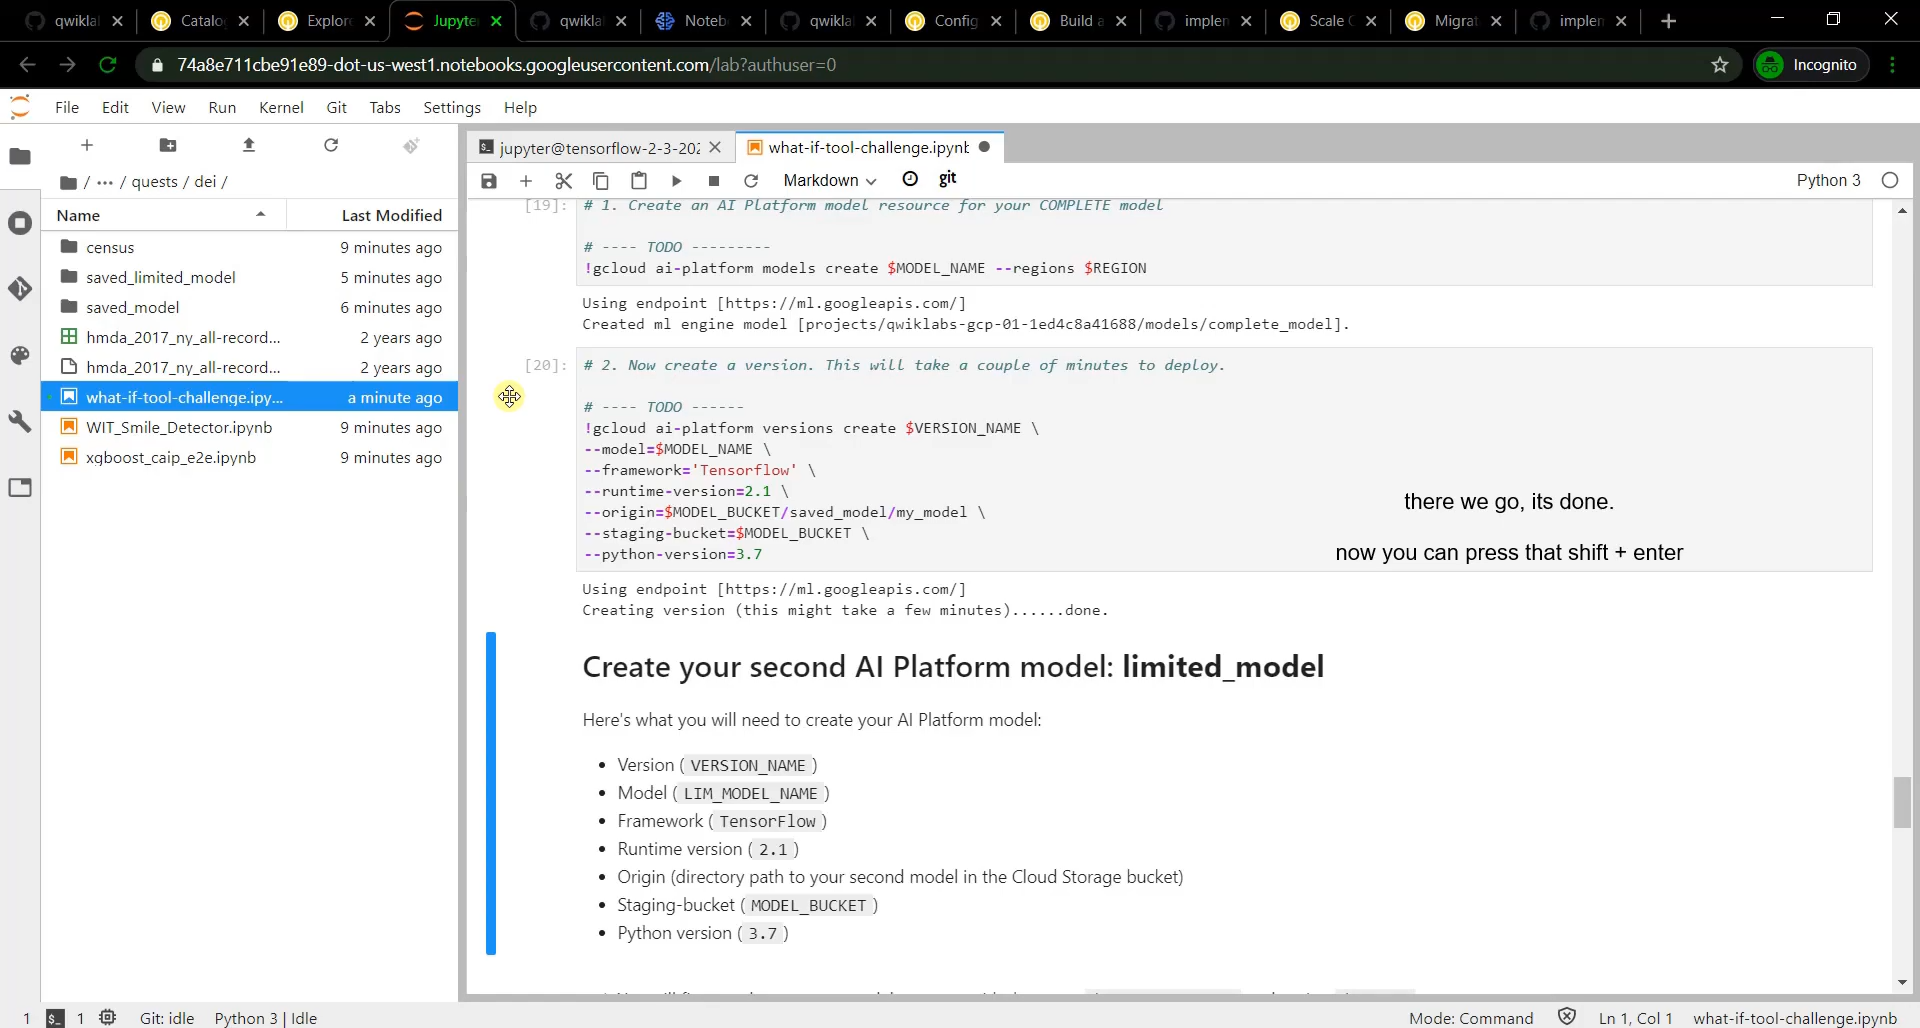 qwikla
Catalo
Explor
Jupyte
qwikla
Noteb
qwikla
Config
Build a
implen
Scale C
Migrat
implen
74a8e711cbe91e89-dot-us-west1.notebooks.googleusercontent.com/lab?authuser=0
Incognito
File Edit View Run Kernel Git Tabs Settings Help
jupyter@tensorflow-2-3-202
what-if-tool-challenge.ipynb
/ ··· / quests / dei /
Markdown
git
Python 3
Name Last Modified
census 9 minutes ago
saved_limited_model 5 minutes ago
saved_model 6 minutes ago
hmda_2017_ny_all-record... 2 years ago
hmda_2017_ny_all-record... 2 years ago
what-if-tool-challenge.ipy... a minute ago
WIT_Smile_Detector.ipynb 9 minutes ago
xgboost_caip_e2e.ipynb 9 minutes ago
[19]: # 1. Create an AI Platform model resource for your COMPLETE model
# ---- TODO ---------
!gcloud ai-platform models create $MODEL_NAME --regions $REGION
Using endpoint [https://ml.googleapis.com/]
Created ml engine model [projects/qwiklabs-gcp-01-1ed4c8a41688/models/complete_model].
[20]: # 2. Now create a version. This will take a couple of minutes to deploy.
# ---- TODO ------
!gcloud ai-platform versions create $VERSION_NAME \
--model=$MODEL_NAME \
--framework='Tensorflow' \
--runtime-version=2.1 \
--origin=$MODEL_BUCKET/saved_model/my_model \
--staging-bucket=$MODEL_BUCKET \
--python-version=3.7
there we go, its done.
now you can press that shift + enter
Using endpoint [https://ml.googleapis.com/]
Creating version (this might take a few minutes)......done.
Create your second AI Platform model: limited_model
Here's what you will need to create your AI Platform model:
• Version ( VERSION_NAME )
• Model ( LIM_MODEL_NAME )
• Framework ( TensorFlow )
• Runtime version ( 2.1 )
• Origin (directory path to your second model in the Cloud Storage bucket)
• Staging-bucket ( MODEL_BUCKET )
• Python version ( 3.7 )
1 $_ 1 Git: idle Python 3 | Idle
Mode: Command Ln 1, Col 1 what-if-tool-challenge.ipynb